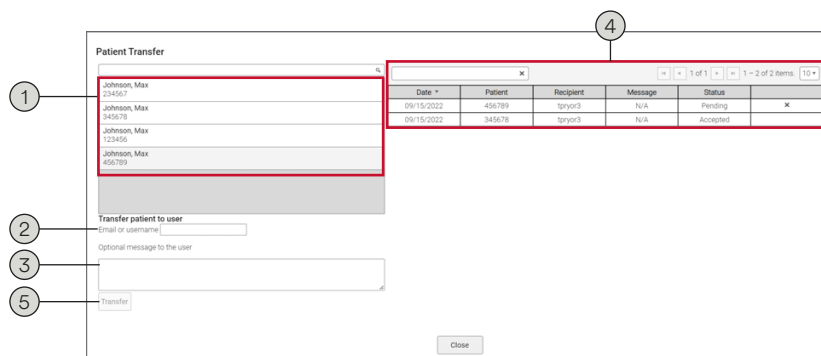 4
Patient Transfer
1 of 1 1 – 2 of 2 items. 10
1
Johnson, Max
234567
Johnson, Max
345678
Johnson, Max
123456
Johnson, Max
456789
Date Patient Recipient Message Status
09/15/2022 456789 tpryor3 N/A Pending ×
09/15/2022 345678 tpryor3 N/A Accepted
Transfer patient to user
2 Email or username
Optional message to the user
3
5 Transfer
Close